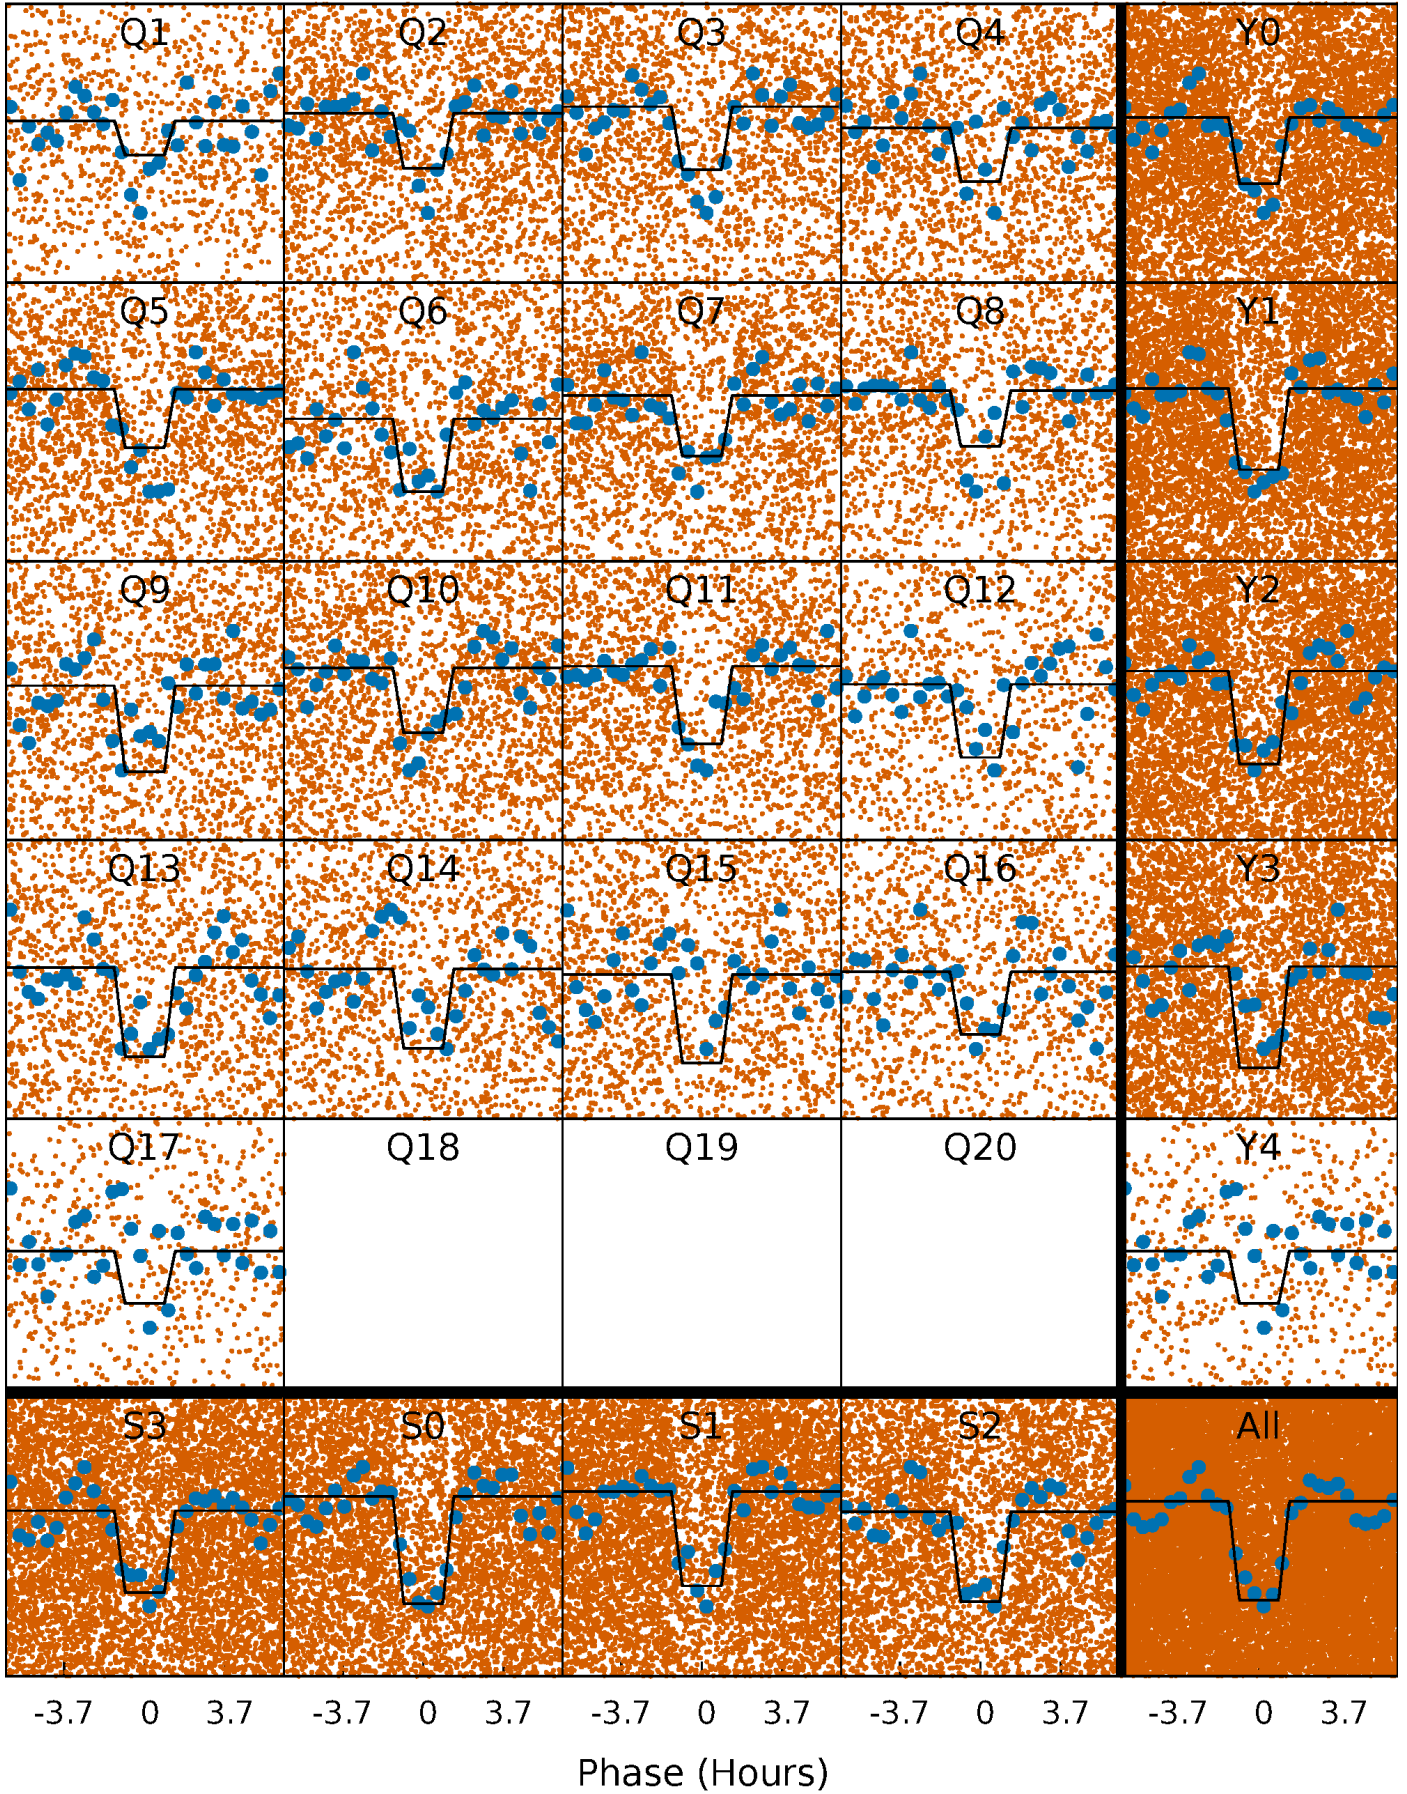 Q1 Q2 Q3 Q4 Y0
Q5 Q6 Q7 Q8 Y1
Q9 Q10 Q11 Q12 Y2
Q13 Q14 Q15 Q16 Y3
Q17 Q18 Q19 Q20 Y4
S3 S0 S1 S2 All
-3.7 0 3.7 -3.7 0 3.7 -3.7 0 3.7 -3.7 0 3.7 -3.7 0 3.7
Phase (Hours)